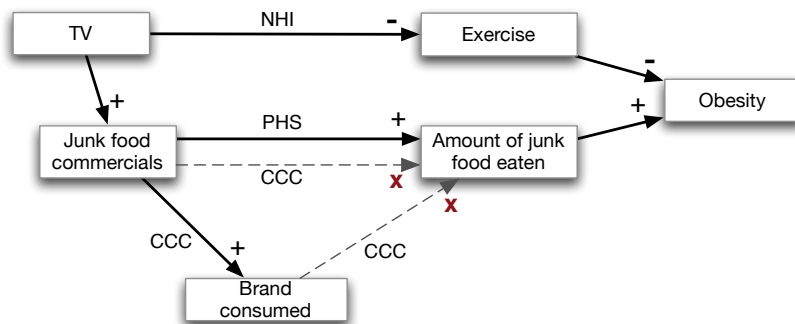 TV
NHI
-
Exercise
-
+
+
Obesity
Junk food
commercials
PHS
+
Amount of junk
food eaten
CCC
x
x
CCC
+
CCC
Brand
consumed